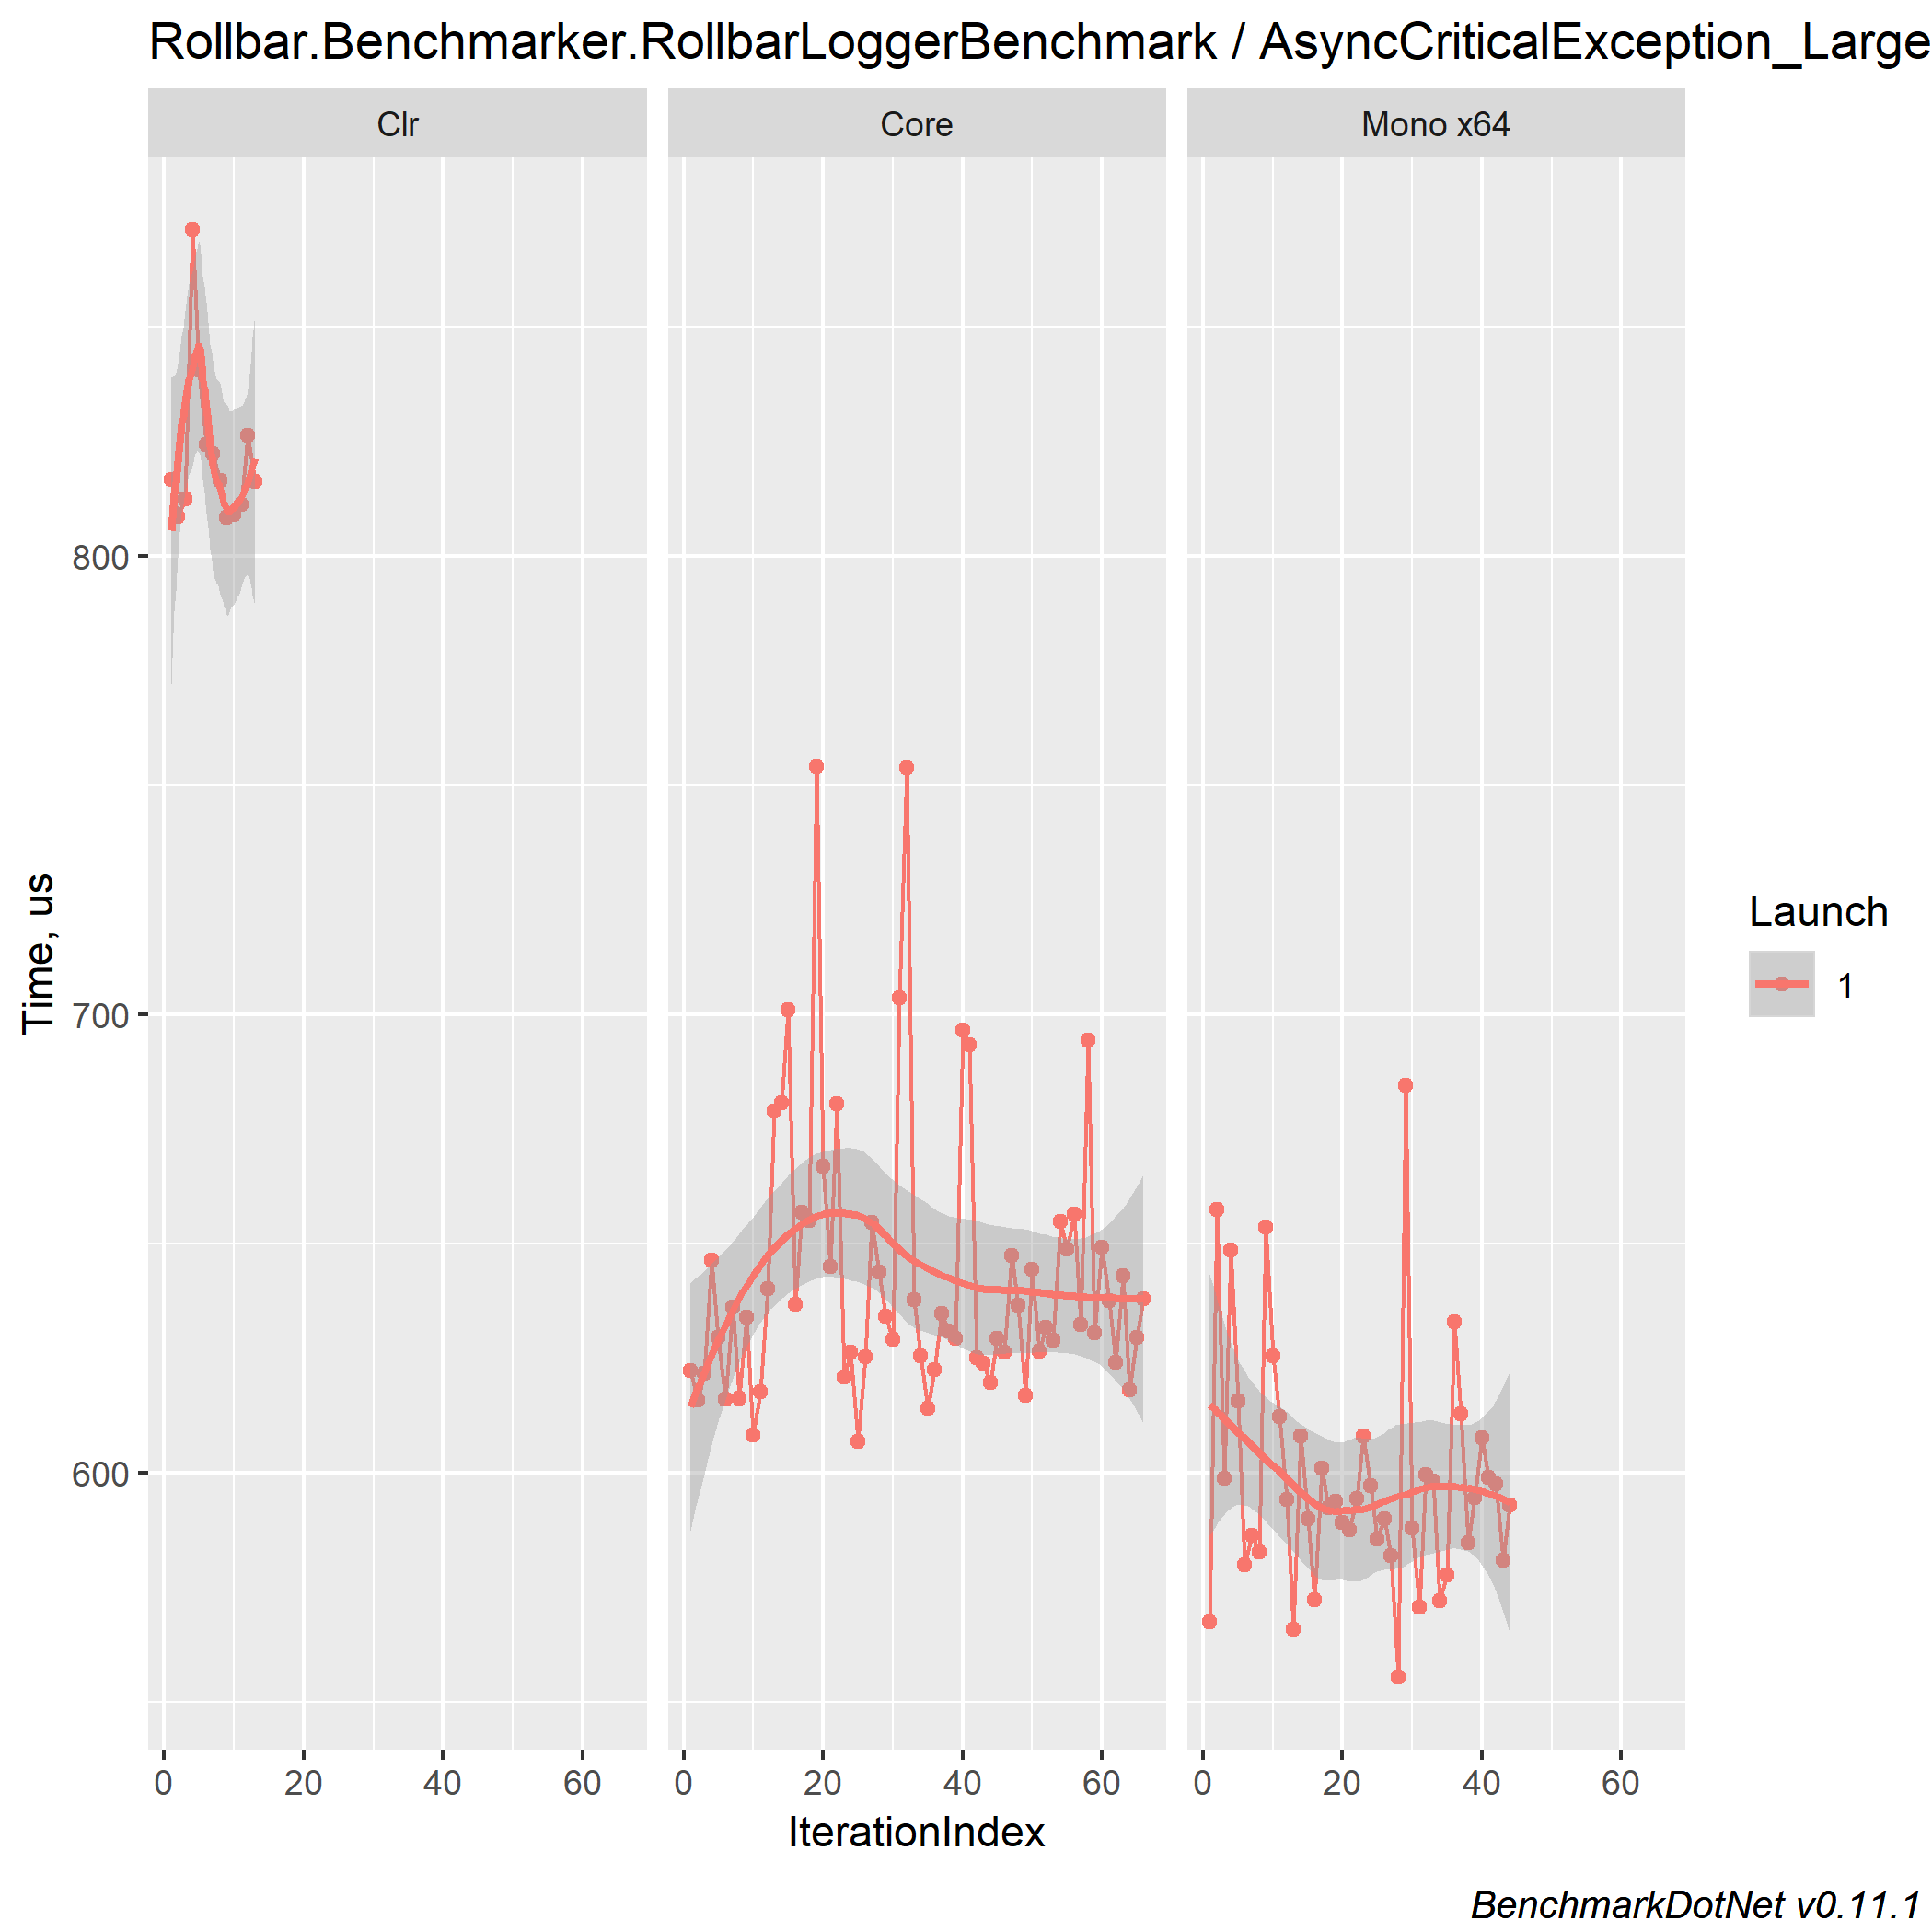 Rollbar.Benchmarker.RollbarLoggerBenchmark / AsyncCriticalException_Large
Clr Core Mono x64
800
700
600
Time, us
0 20 40 60 0 20 40 60 0 20 40 60
IterationIndex
Launch
1
BenchmarkDotNet v0.11.1